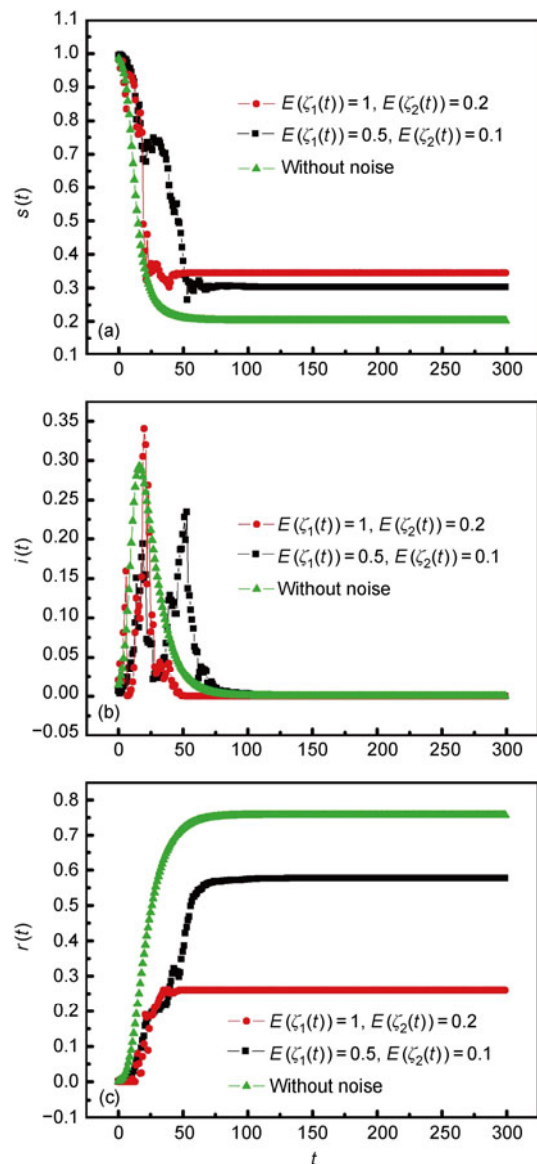 1.1
1.0
0.9
0.8
0.7
0.6
0.5
0.4
0.3
0.2
0.1
s(t)
E(ζ₁(t))=1, E(ζ₂(t))=0.2
E(ζ₁(t))=0.5, E(ζ₂(t))=0.1
Without noise
(a)
0 50 100 150 200 250 300
0.35
0.30
0.25
0.20
0.15
0.10
0.05
0.00
−0.05
i(t)
E(ζ₁(t))=1, E(ζ₂(t))=0.2
E(ζ₁(t))=0.5, E(ζ₂(t))=0.1
Without noise
(b)
0 50 100 150 200 250 300
0.8
0.7
0.6
0.5
0.4
0.3
0.2
0.1
0.0
−0.1
r(t)
E(ζ₁(t))=1, E(ζ₂(t))=0.2
E(ζ₁(t))=0.5, E(ζ₂(t))=0.1
Without noise
(c)
0 50 100 150 200 250 300
t